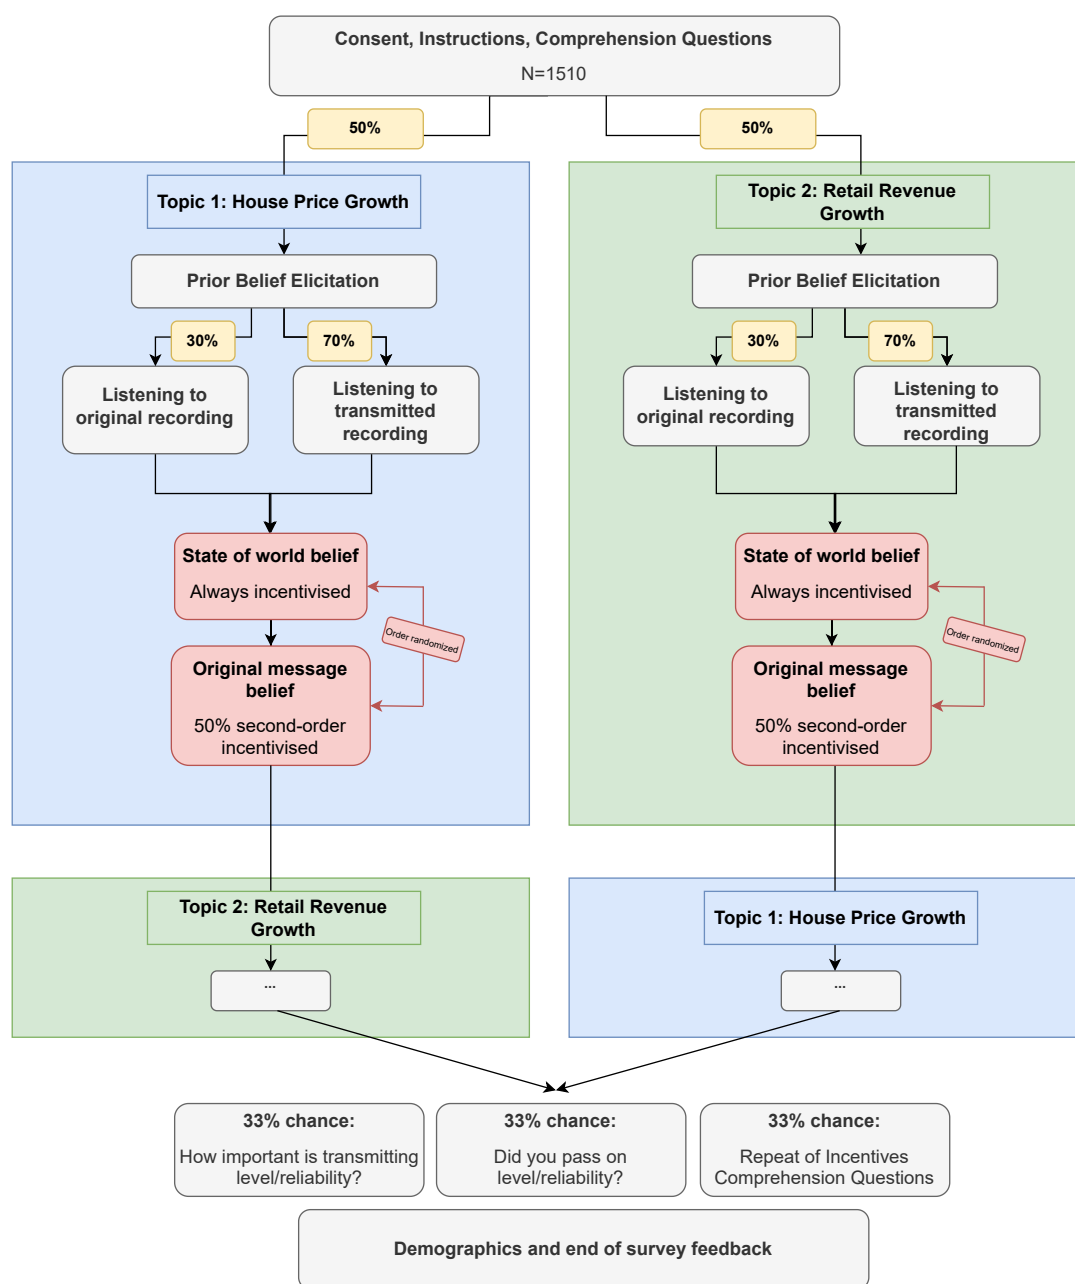 Consent, Instructions, Comprehension Questions
N=1510
50%
50%
Topic 1: House Price Growth
Prior Belief Elicitation
30%
70%
Listening to
original recording
Listening to
transmitted
recording
State of world belief
Always incentivised
Order randomized
Original message
belief
50% second-order
incentivised
Topic 2: Retail Revenue
Growth
Prior Belief Elicitation
30%
70%
Listening to
original recording
Listening to
transmitted
recording
State of world belief
Always incentivised
Order randomized
Original message
belief
50% second-order
incentivised
Topic 2: Retail Revenue
Growth
...
Topic 1: House Price Growth
...
33% chance:
How important is transmitting
level/reliability?
33% chance:
Did you pass on
level/reliability?
33% chance:
Repeat of Incentives
Comprehension Questions
Demographics and end of survey feedback